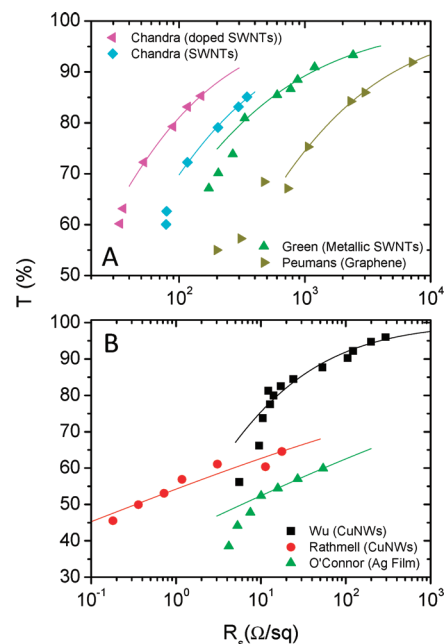 100
90
80
70
60
50
T (%)
Chandra (doped SWNTs))
Chandra (SWNTs)
A
Green (Metallic SWNTs)
Peumans (Graphene)
10²
10³
10⁴
100
90
80
70
60
50
40
30
B
Wu (CuNWs)
Rathmell (CuNWs)
O'Connor (Ag Film)
10⁻¹
10⁰
10¹
10²
10³
Rₛ(Ω/sq)